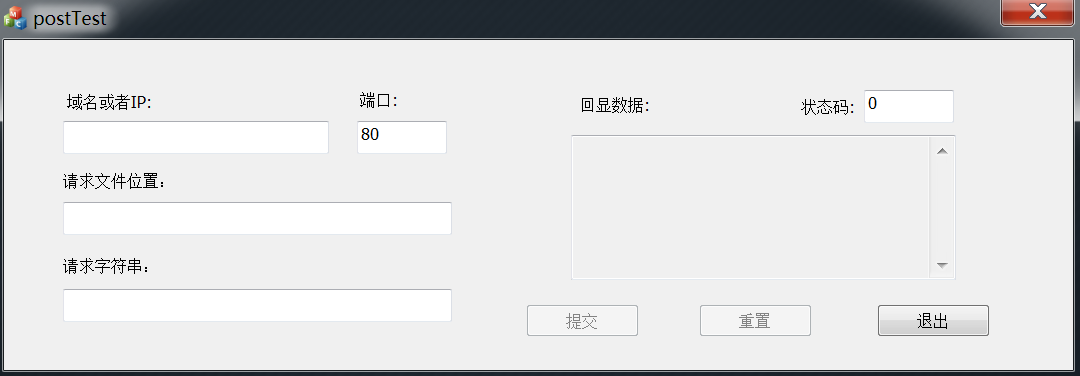 postTest
域名或者IP:
端口:
80
请求文件位置:
请求字符串:
回显数据:
状态码:
0
提交
重置
退出